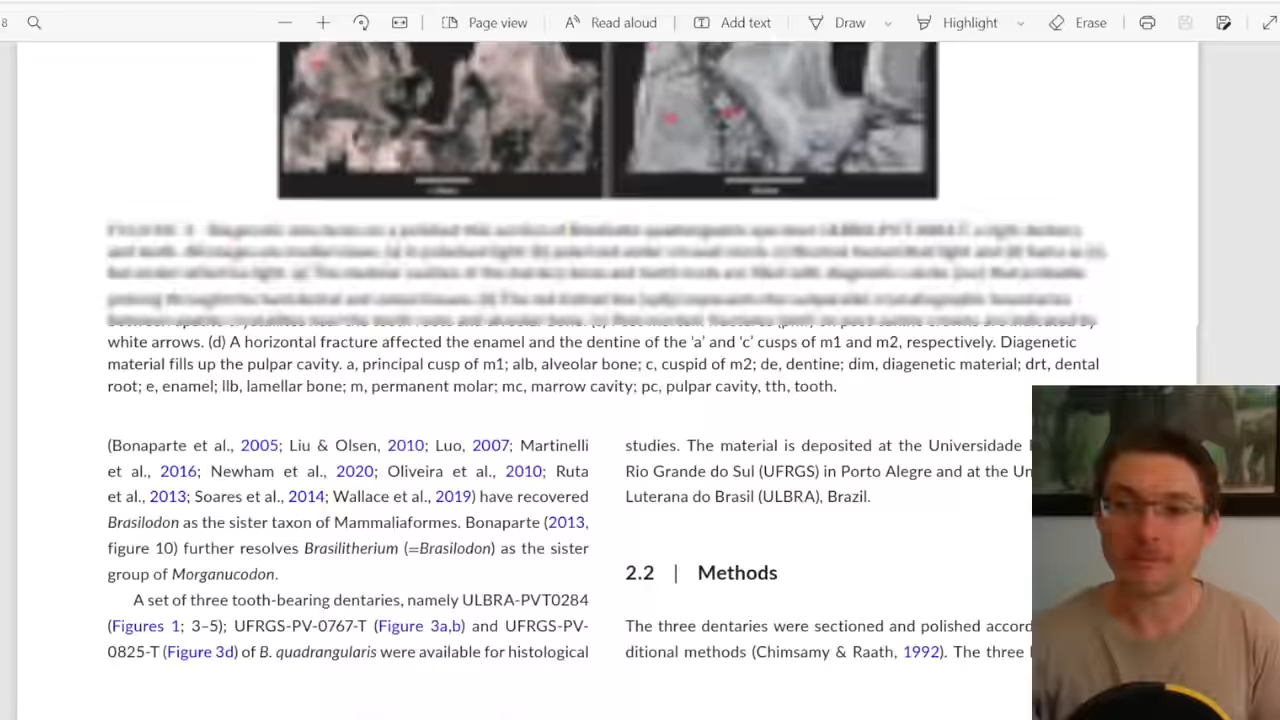 8
Page view
Read aloud
Add text
Draw
Highlight
Erase
white arrows. (d) A horizontal fracture affected the enamel and the dentine of the 'a' and 'c' cusps of m1 and m2, respectively. Diagenetic
material fills up the pulpar cavity. a, principal cusp of m1; alb, alveolar bone; c, cuspid of m2; de, dentine; dim, diagenetic material; drt, dental
root; e, enamel; llb, lamellar bone; m, permanent molar; mc, marrow cavity; pc, pulpar cavity, tth, tooth.
(Bonaparte et al., 2005; Liu & Olsen, 2010; Luo, 2007; Martinelli
et al., 2016; Newham et al., 2020; Oliveira et al., 2010; Ruta
et al., 2013; Soares et al., 2014; Wallace et al., 2019) have recovered
Brasilodon as the sister taxon of Mammaliaformes. Bonaparte (2013,
figure 10) further resolves Brasilitherium (=Brasilodon) as the sister
group of Morganucodon.
A set of three tooth-bearing dentaries, namely ULBRA-PVT0284
(Figures 1; 3–5); UFRGS-PV-0767-T (Figure 3a,b) and UFRGS-PV-
0825-T (Figure 3d) of B. quadrangularis were available for histological
studies. The material is deposited at the Universidade
Rio Grande do Sul (UFRGS) in Porto Alegre and at the Un
Luterana do Brasil (ULBRA), Brazil.
2.2 | Methods
The three dentaries were sectioned and polished accord
ditional methods (Chimsamy & Raath, 1992). The three